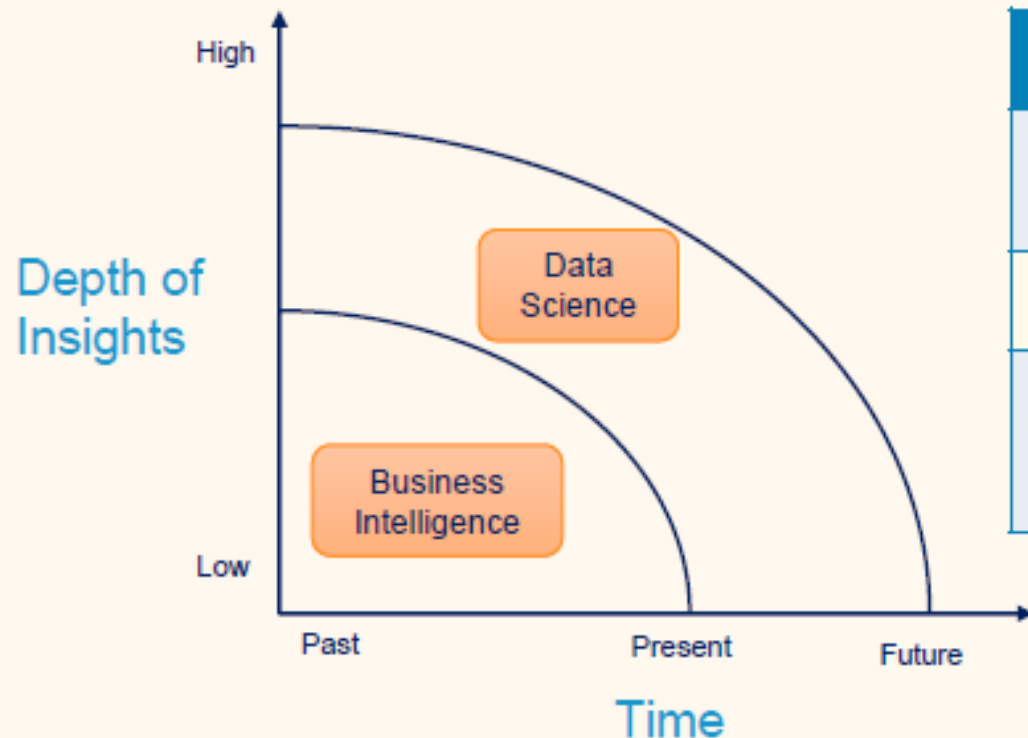 High
Depth of
Insights
Data
Science
Business
Intelligence
Low
Past
Present
Future
Time